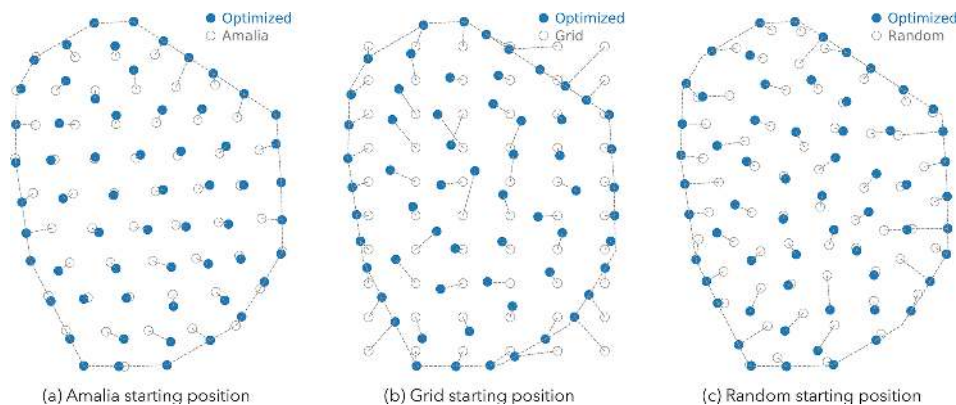 Optimized
Amalia
Optimized
Grid
Optimized
Random
(a) Amalia starting position
(b) Grid starting position
(c) Random starting position